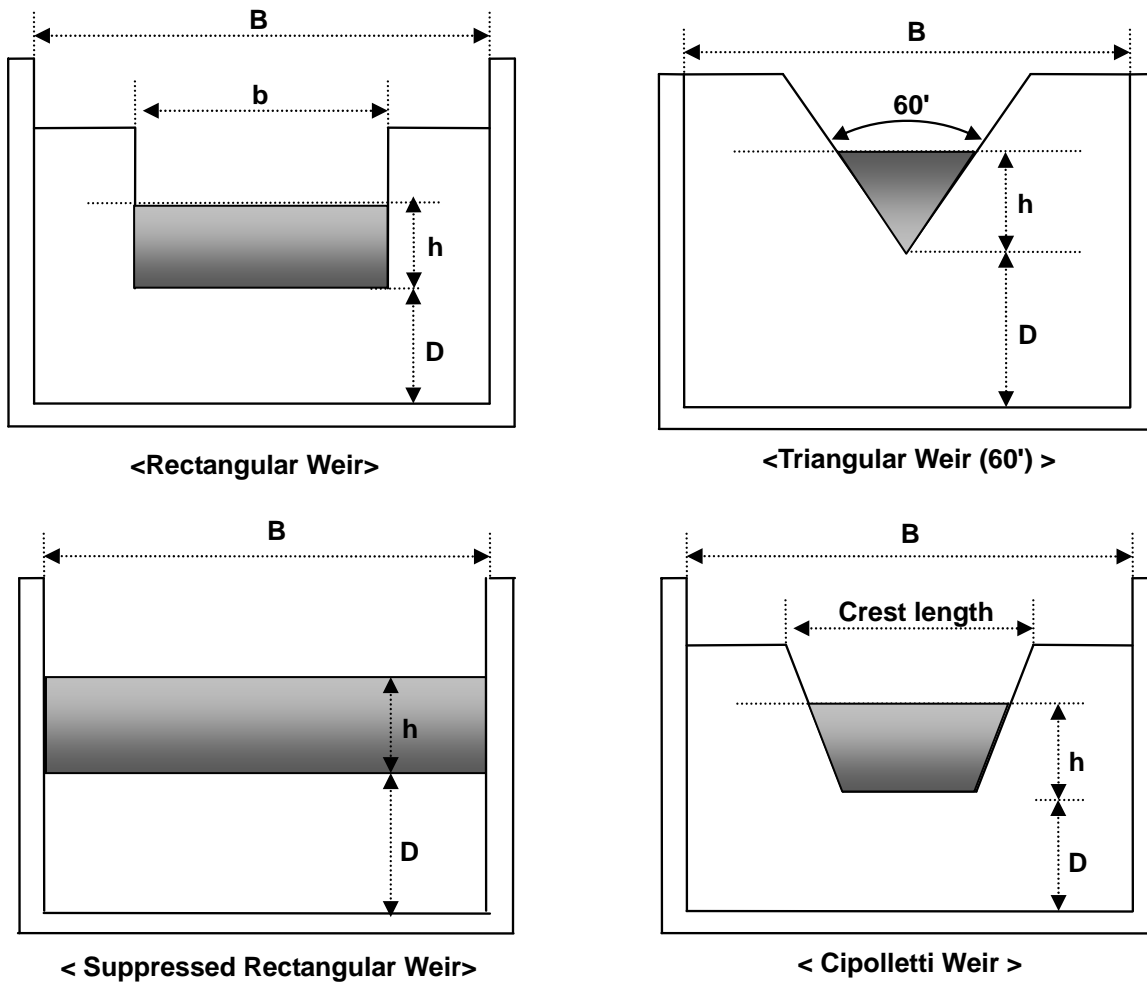 B
b
h
D
<Rectangular Weir>
B
60'
h
D
<Triangular Weir (60') >
B
h
D
< Suppressed Rectangular Weir>
B
Crest length
h
D
< Cipolletti Weir >